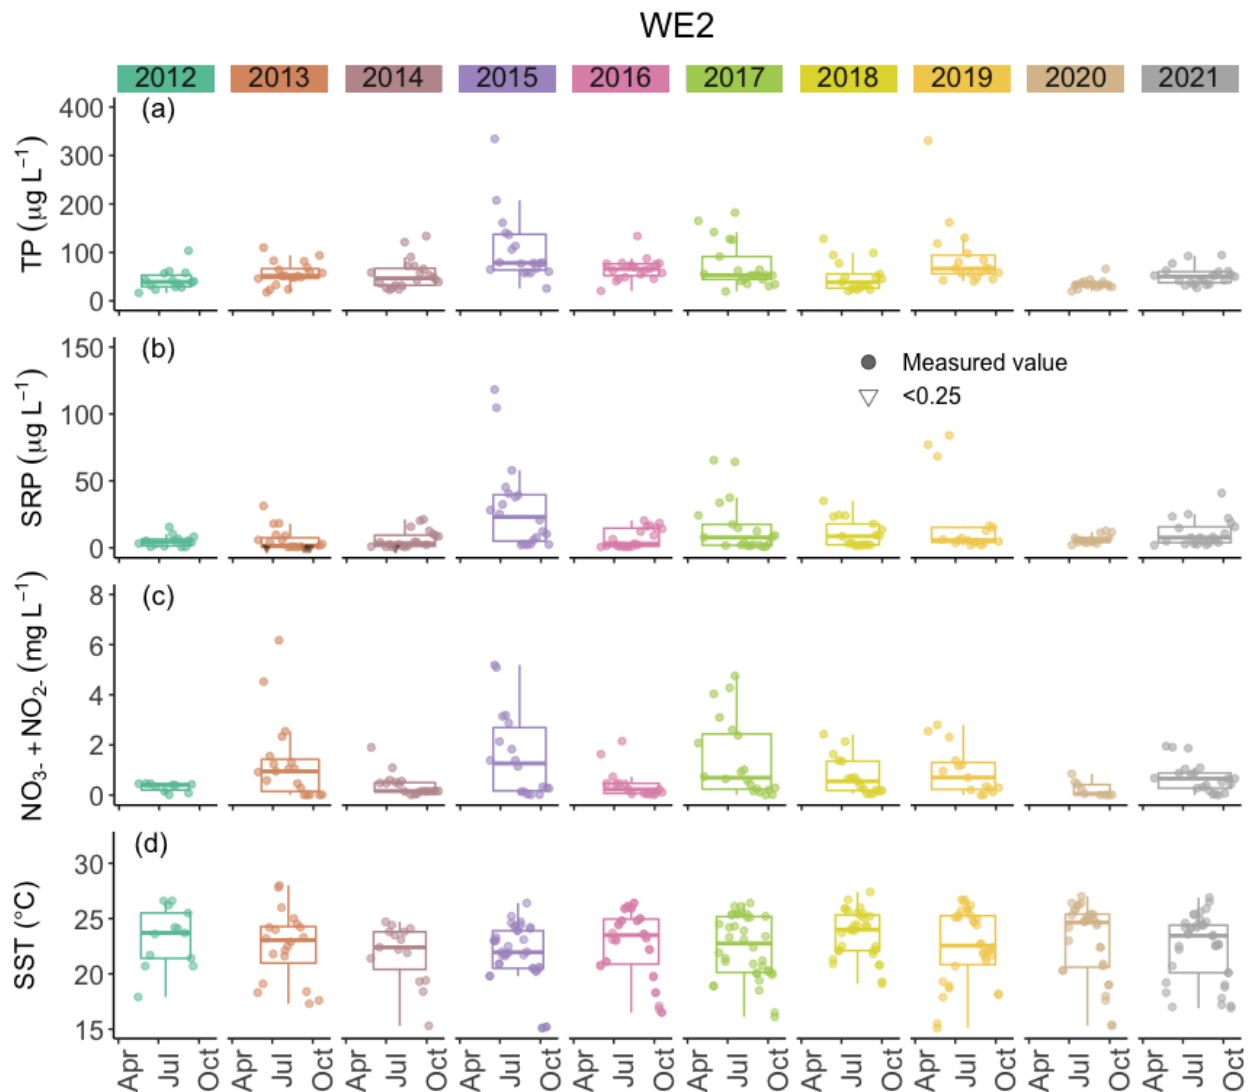 WE2
2012 2013 2014 2015 2016 2017 2018 2019 2020 2021
(a)
TP (µg L⁻¹)
400
300
200
100
0
(b)
SRP (µg L⁻¹)
150
100
50
0
Measured value
<0.25
(c)
NO₃₋ + NO₂₋ (mg L⁻¹)
8
6
4
2
0
(d)
SST (°C)
30
25
20
15
Apr Jul Oct Apr Jul Oct Apr Jul Oct Apr Jul Oct Apr Jul Oct Apr Jul Oct Apr Jul Oct Apr Jul Oct Apr Jul Oct Apr Jul Oct